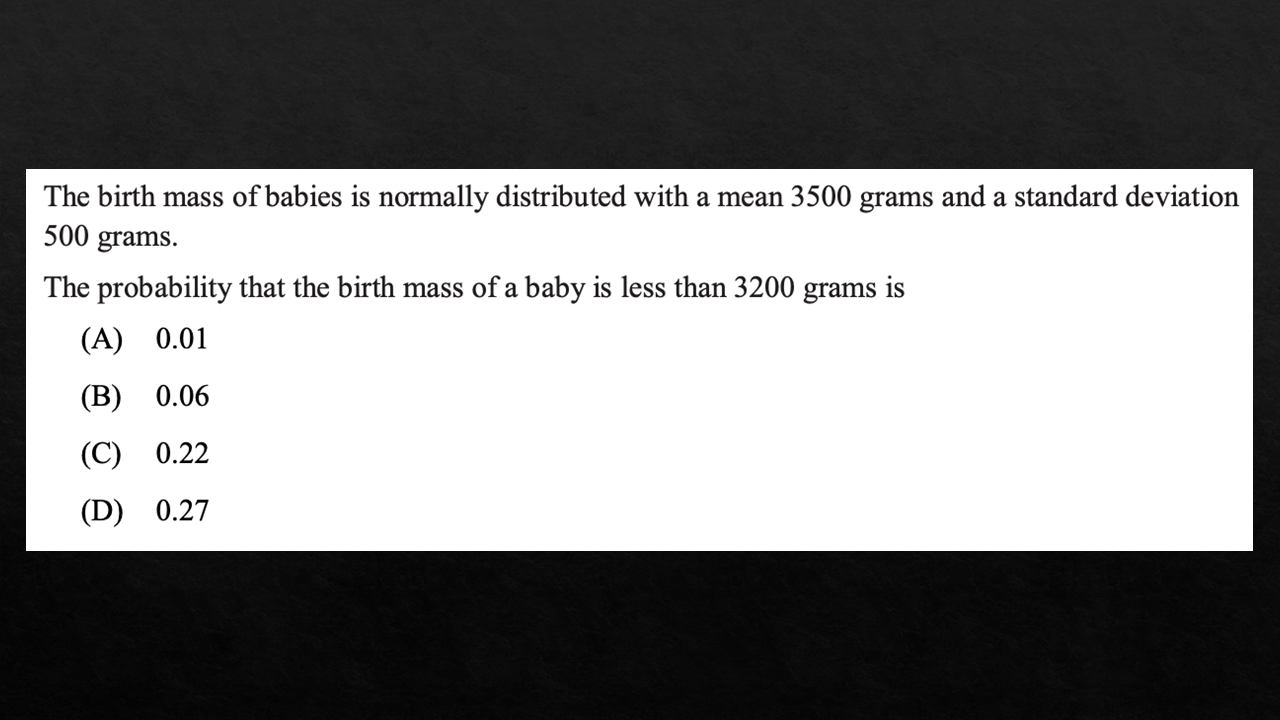 The birth mass of babies is normally distributed with a mean 3500 grams and a standard deviation
500 grams.
The probability that the birth mass of a baby is less than 3200 grams is
(A) 0.01
(B) 0.06
(C) 0.22
(D) 0.27